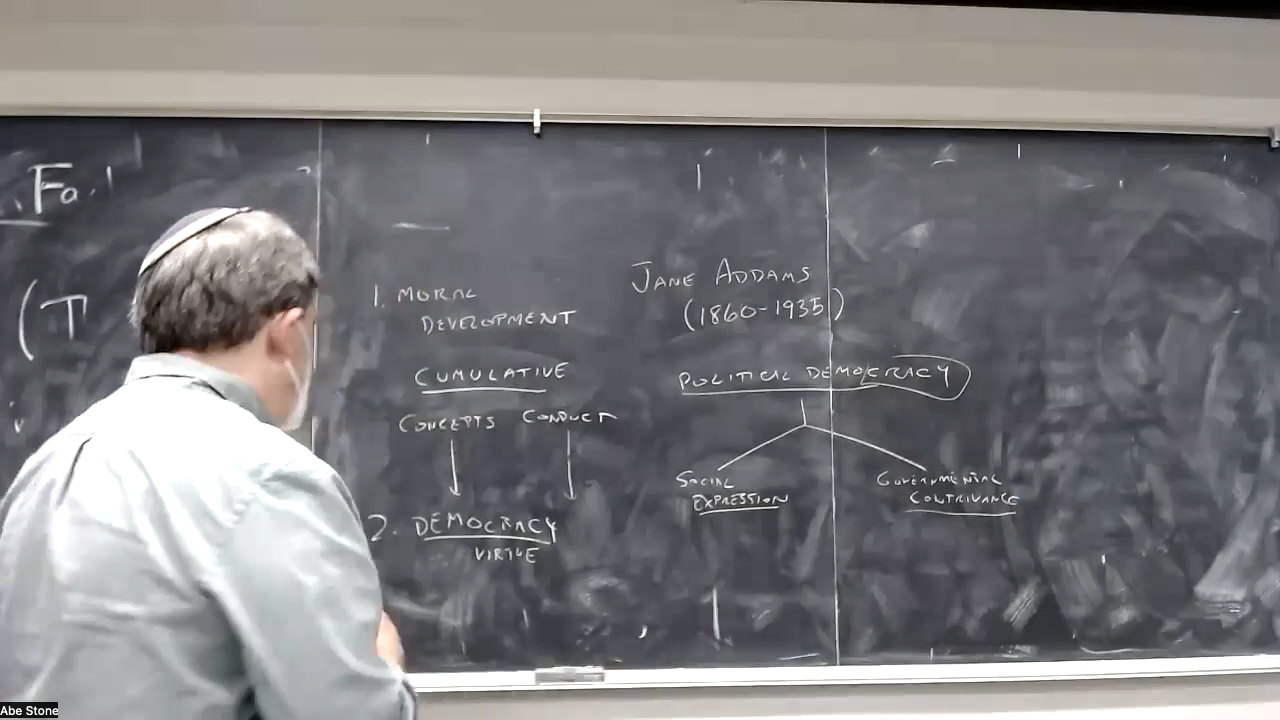 Fa.
(T
1. MORAL
DEVELOPMENT
CUMULATIVE
CONCEPTS CONDUCT
2. DEMOCRACY
VIRTUE
JANE ADDAMS
(1860-1935)
POLITICAL DEMOCRACY
SOCIAL
EXPRESSION
GOVERNMENTAL
CONTRIVANCE
Abe Stone